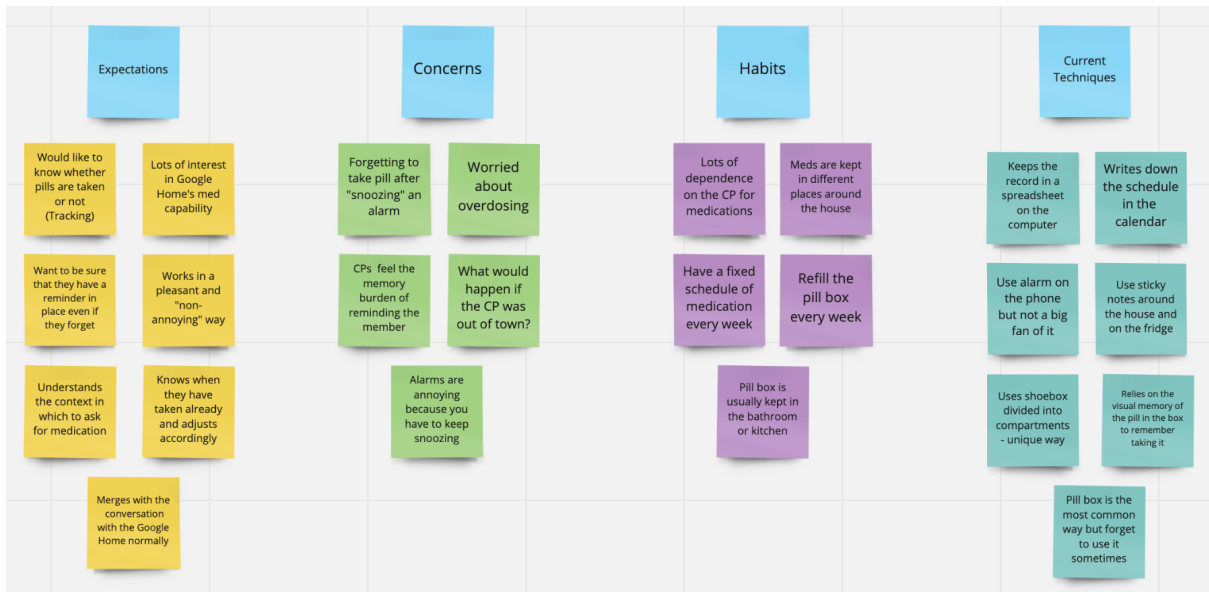 Expectations
Would like to
know whether
pills are taken
or not
(Tracking)
Lots of interest
in Google
Home's med
capability
Want to be sure
that they have a
reminder in
place even if
they forget
Works in a
pleasant and
"non-
annoying" way
Understands
the context in
which to ask
for medication
Knows when
they have
taken already
and adjusts
accordingly
Merges with the
conversation
with the Google
Home normally
Concerns
Forgetting to
take pill after
"snoozing" an
alarm
Worried
about
overdosing
CPs feel the
memory
burden of
reminding the
member
What would
happen if
the CP was
out of town?
Alarms are
annoying
because you
have to keep
snoozing
Habits
Lots of
dependence
on the CP for
medications
Meds are kept
in different
places around
the house
Have a fixed
schedule of
medication
every week
Refill the
pill box
every week
Pill box is
usually kept in
the bathroom
or kitchen
Current
Techniques
Keeps the
record in a
spreadsheet
on the
computer
Writes down
the schedule
in the
calendar
Use alarm on
the phone
but not a big
fan of it
Use sticky
notes around
the house and
on the fridge
Uses shoebox
divided into
compartments
- unique way
Relies on the
visual memory of
the pill in the box
to remember
taking it
Pill box is the
most common
way but forget
to use it
sometimes